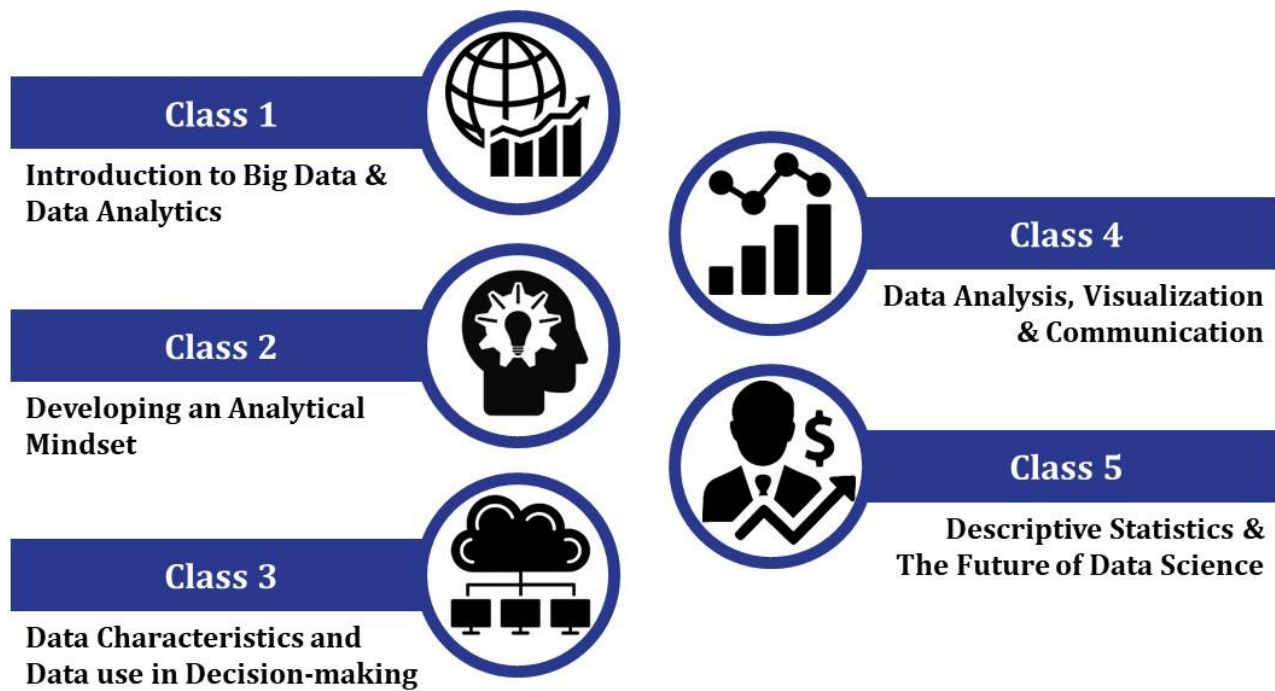 Class 1
Introduction to Big Data &
Data Analytics
Class 2
Developing an Analytical
Mindset
Class 3
Data Characteristics and
Data use in Decision-making
Class 4
Data Analysis, Visualization
& Communication
$
Class 5
Descriptive Statistics &
The Future of Data Science